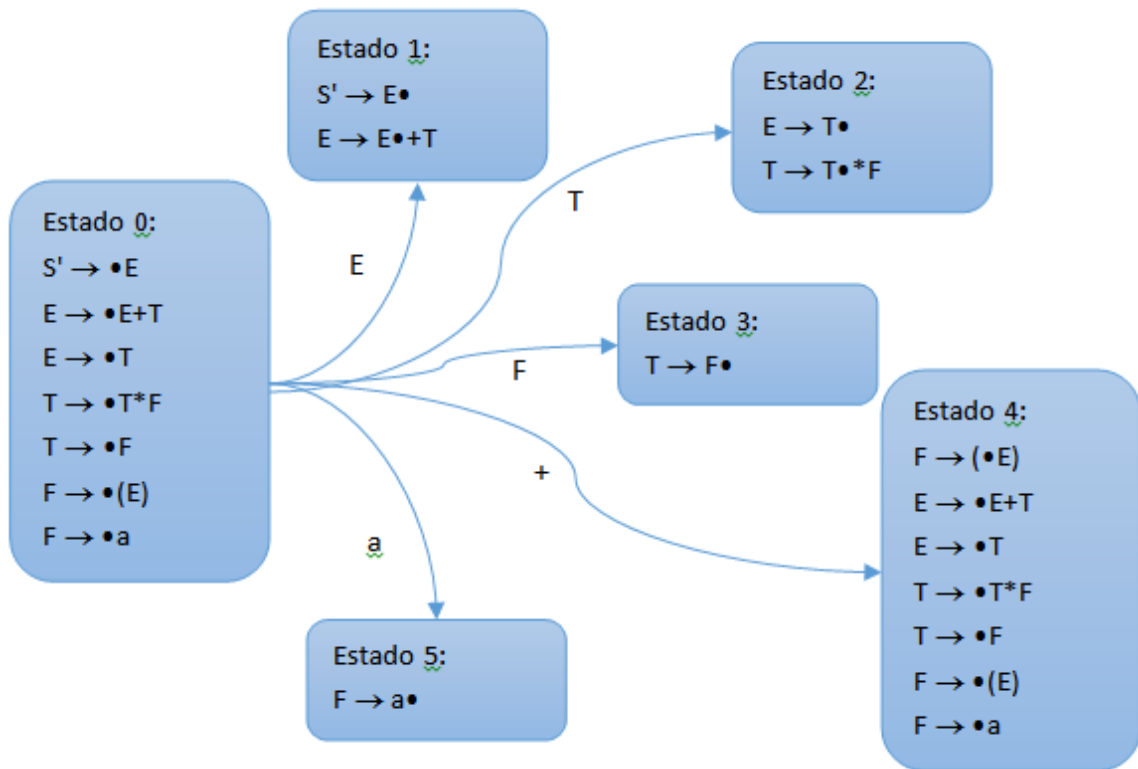 Estado 0:
S' → •E
E → •E+T
E → •T
T → •T*F
T → •F
F → •(E)
F → •a
Estado 1:
S' → E•
E → E•+T
Estado 2:
E → T•
T → T•*F
Estado 3:
T → F•
Estado 4:
F → (•E)
E → •E+T
E → •T
T → •T*F
T → •F
F → •(E)
F → •a
Estado 5:
F → a•
E
T
F
+
a